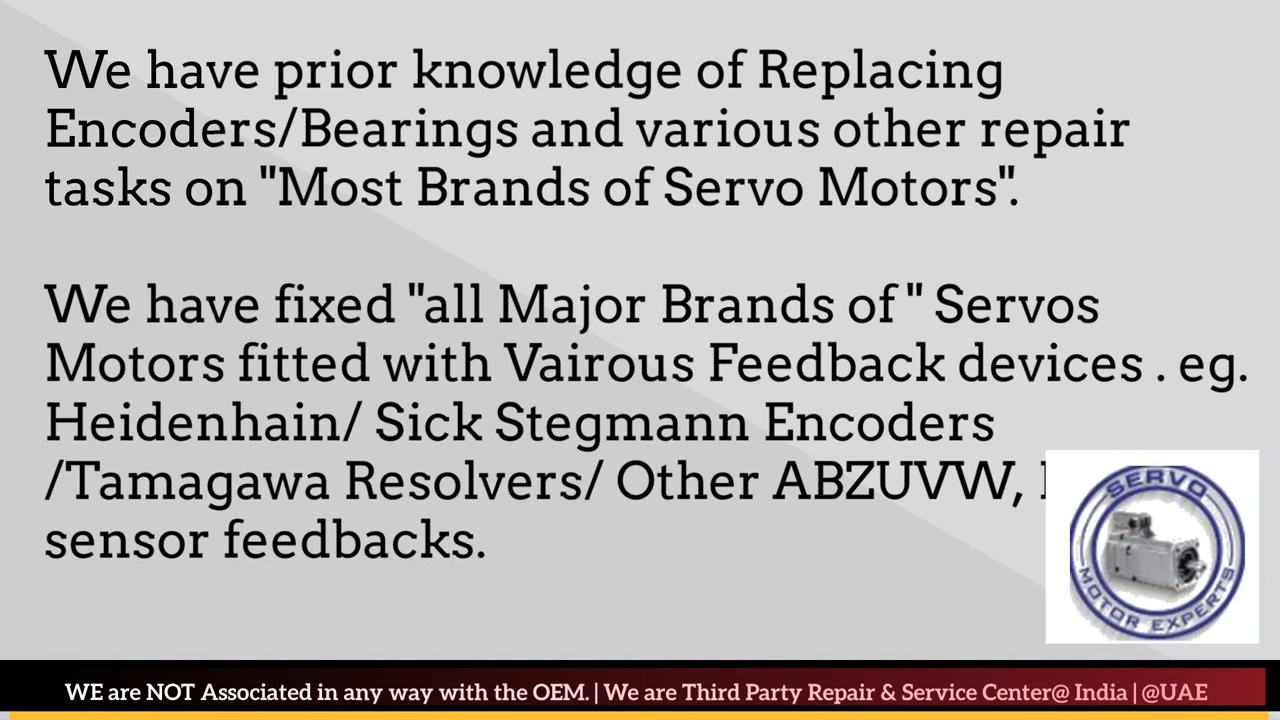 We have prior knowledge of Replacing
Encoders/Bearings and various other repair
tasks on "Most Brands of Servo Motors".
We have fixed "all Major Brands of " Servos
Motors fitted with Vairous Feedback devices . eg.
Heidenhain/ Sick Stegmann Encoders
/Tamagawa Resolvers/ Other ABZUVW,
sensor feedbacks.
SERVO
MOTOR EXPERTS
WE are NOT Associated in any way with the OEM. | We are Third Party Repair & Service Center@ India | @UAE